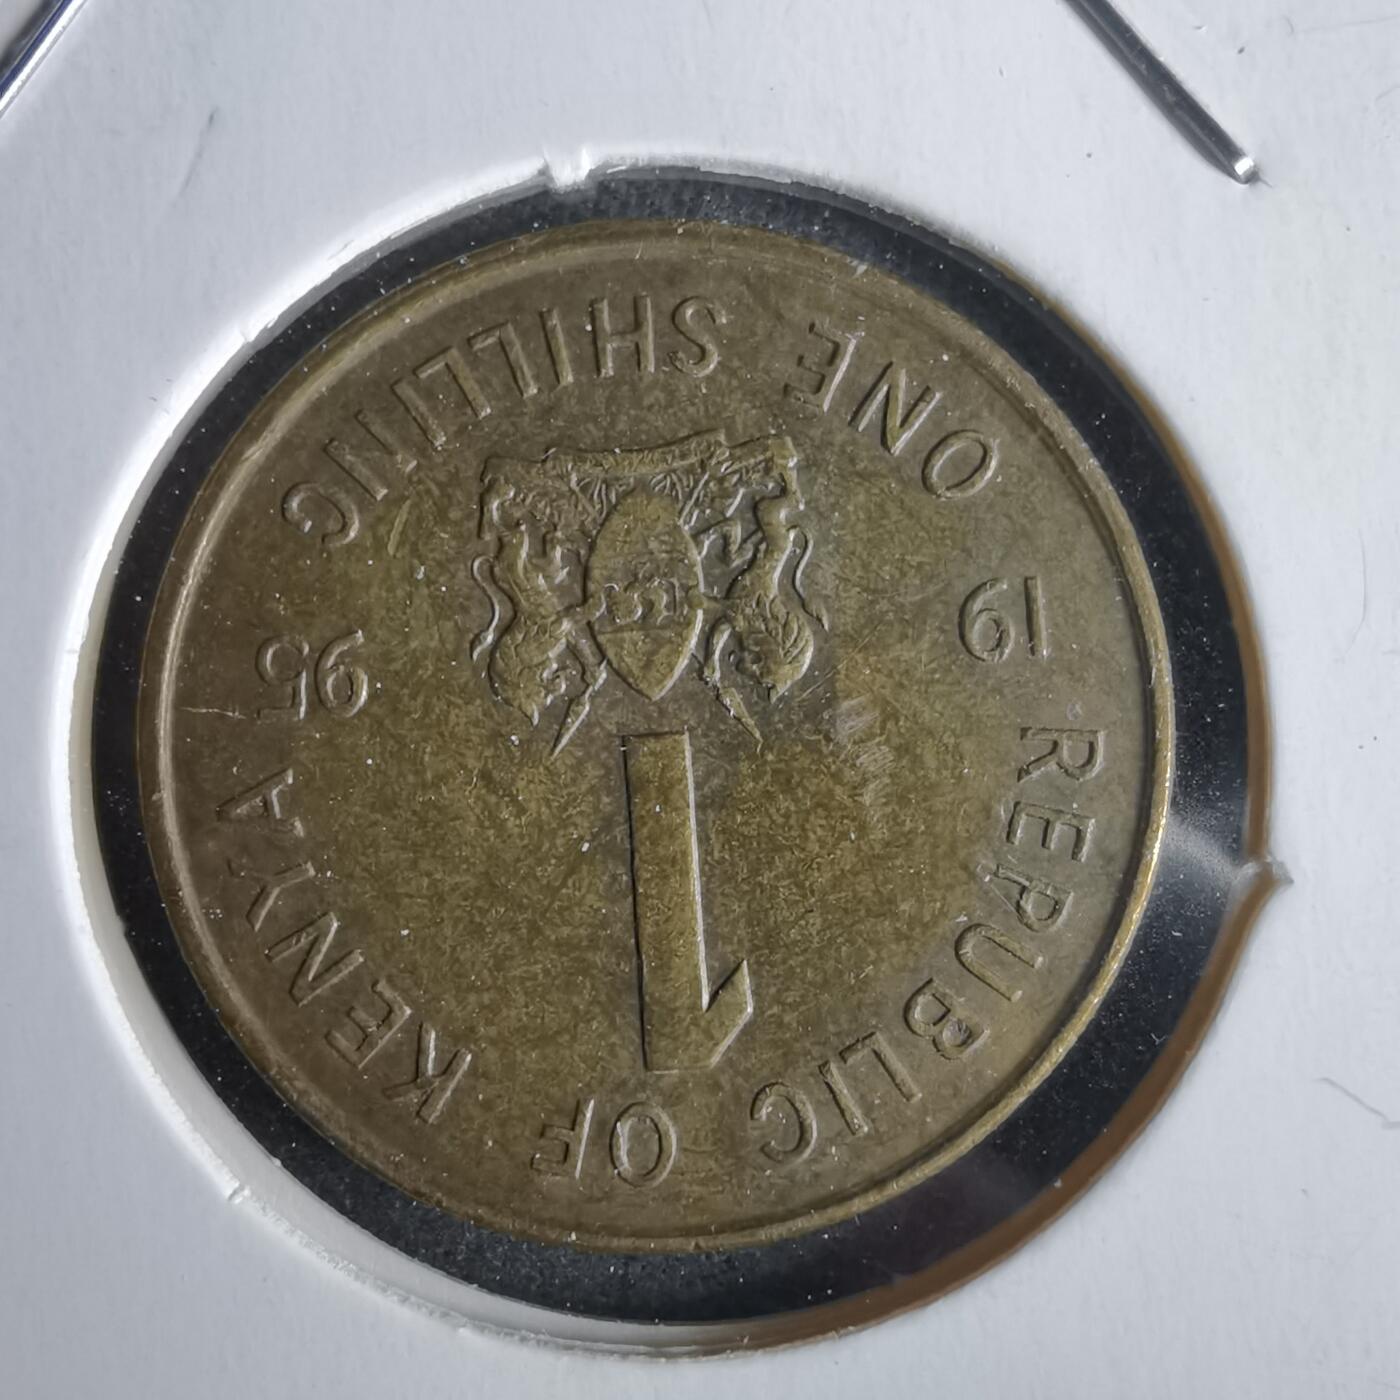 REPUBLIC OF KENYA
19 95
1
ONE SHILLING